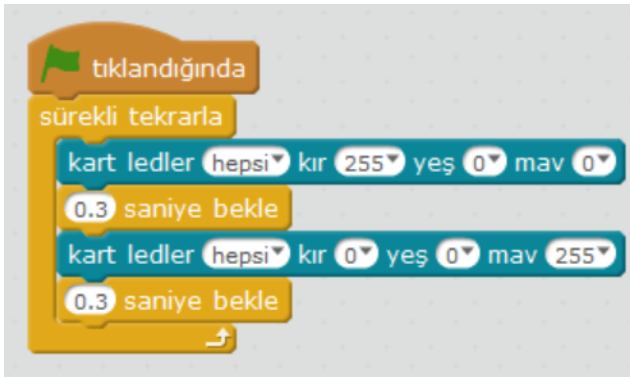 tıklandığında
sürekli tekrarla
kart ledler hepsi kır 255 yeş 0 mav 0
0.3 saniye bekle
kart ledler hepsi kır 0 yeş 0 mav 255
0.3 saniye bekle